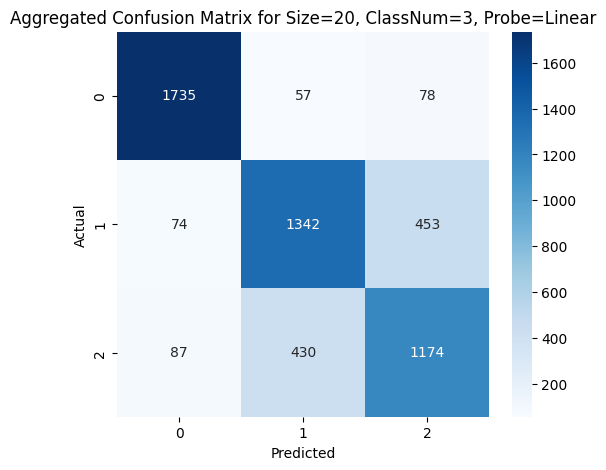 Aggregated Confusion Matrix for Size=20, ClassNum=3, Probe=Linear
1735 57 78
74 1342 453
87 430 1174
0
1
2
Actual
0 1 2
Predicted
1600
1400
1200
1000
800
600
400
200